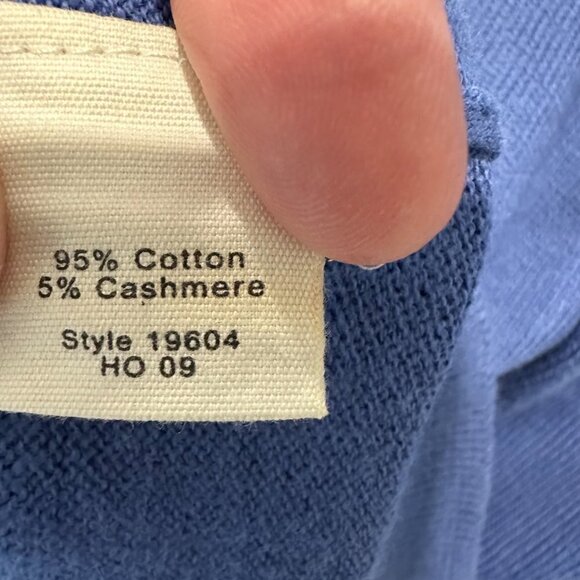 95% Cotton
5% Cashmere
Style 19604
HO 09